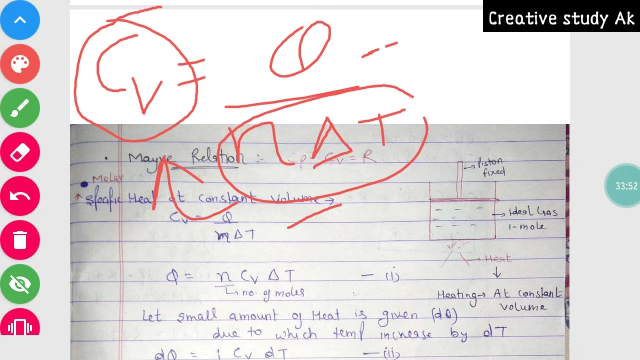 Creative study Ak
Cv = Q --
nΔT
• Mayre Relation :- Cp - Cv = R
piston fixed
• Molar
Specific Heat at constant volume →
Cv = Q
nΔT
Ideal Gas
1-mole
Heat
33:52
Q = n Cv ΔT — (i)
no. of moles
Heating → At constant
volume
Let small amount of Heat is given (dQ)
due to which temp increase by dT
dQ = 1 Cv dT — (ii)